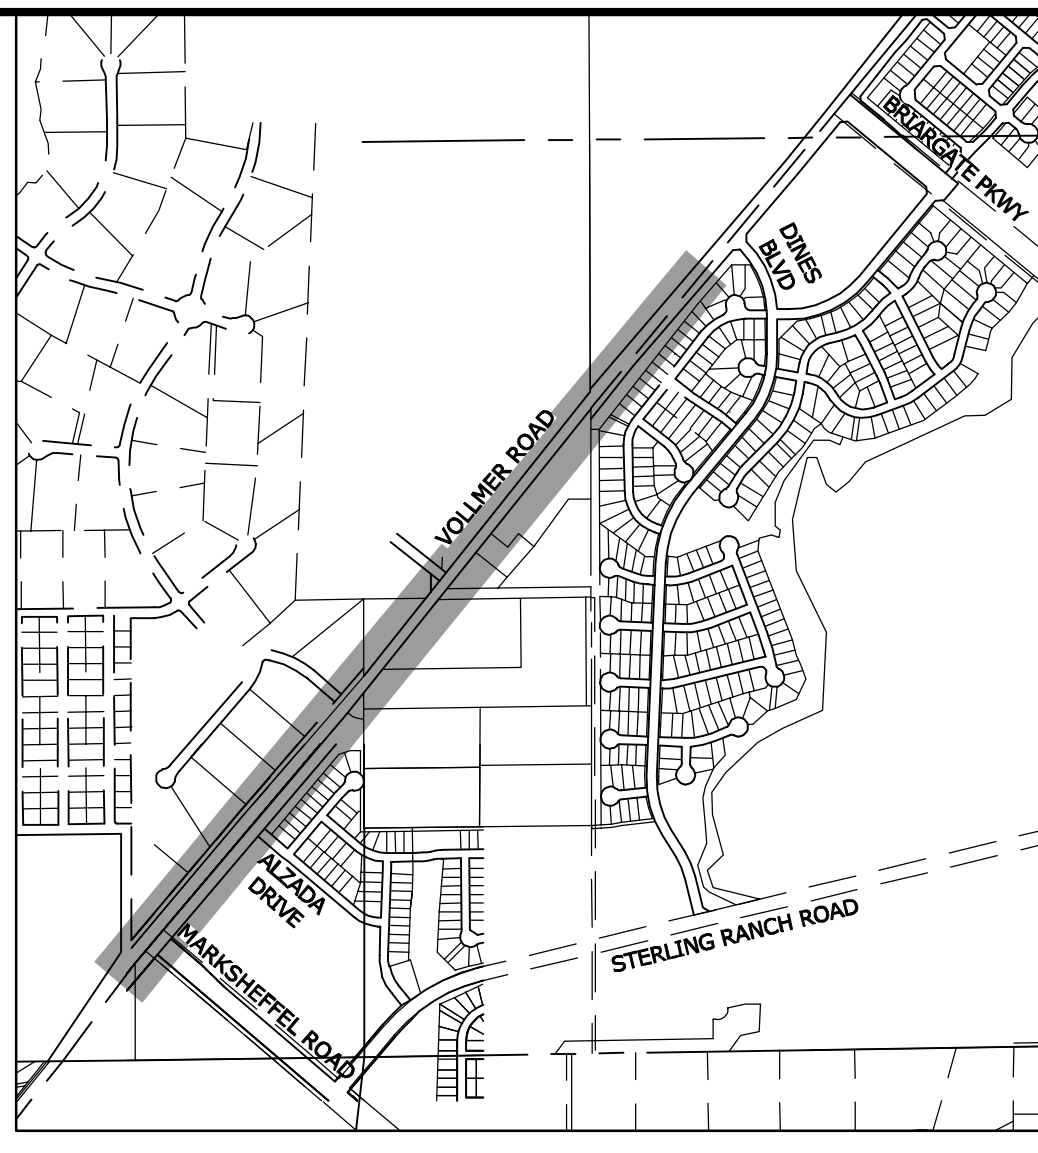 BRIARGATE PKWY
DINES
BLVD
VOLLMER ROAD
ALZADA
DRIVE
MARKSHEFFEL ROAD
STERLING RANCH ROAD